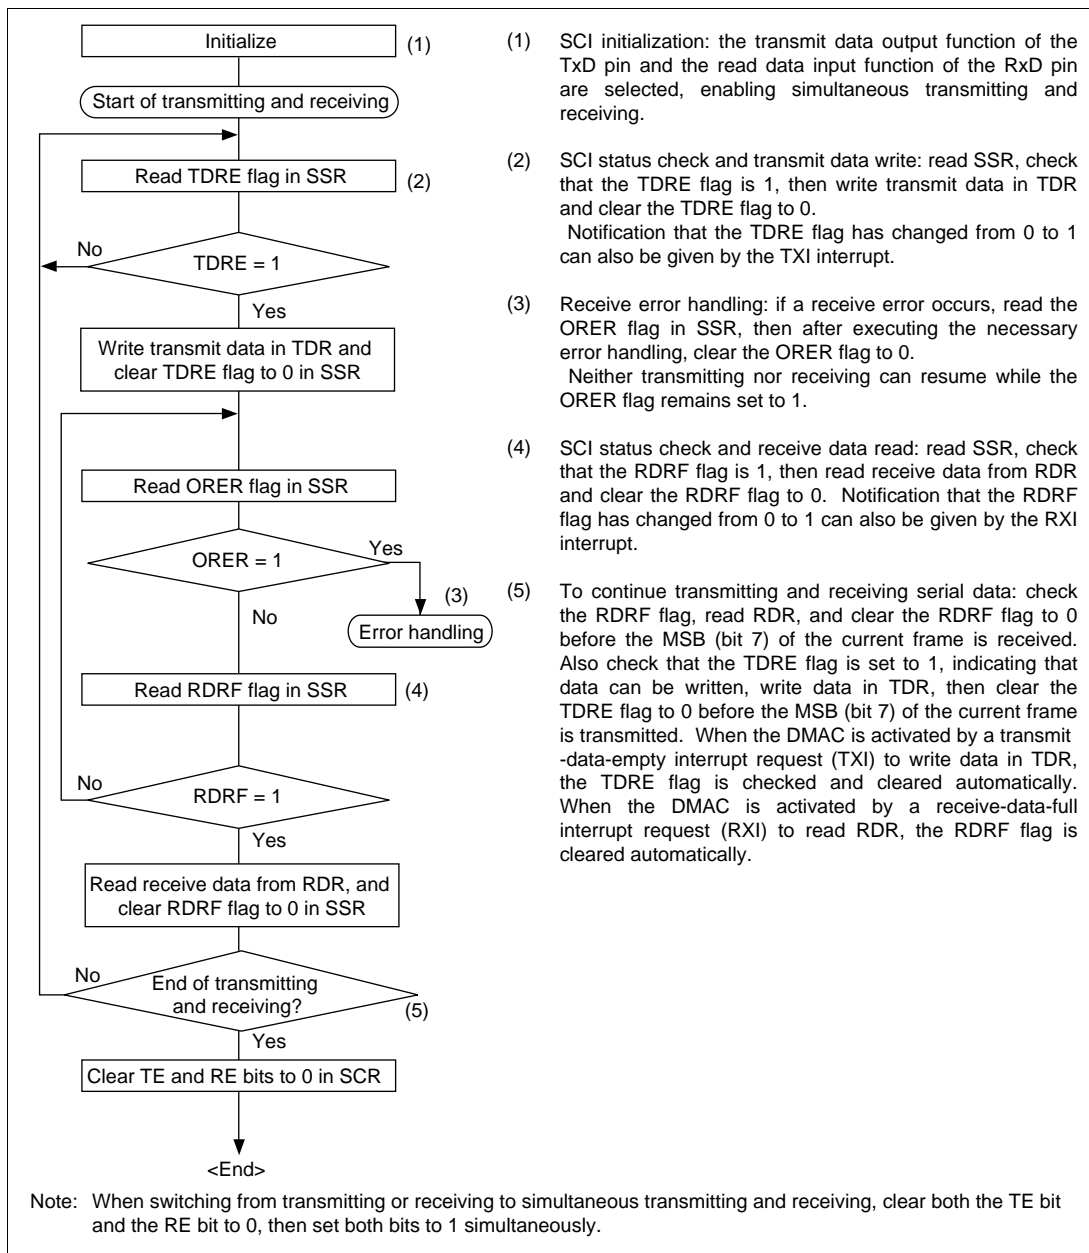 Initialize
(1)
Start of transmitting and receiving
Read TDRE flag in SSR
(2)
No
TDRE = 1
Yes
Write transmit data in TDR and
clear TDRE flag to 0 in SSR
Read ORER flag in SSR
ORER = 1
Yes
(3)
No
Error handling
Read RDRF flag in SSR
(4)
No
RDRF = 1
Yes
Read receive data from RDR, and
clear RDRF flag to 0 in SSR
No
End of transmitting
and receiving?
(5)
Yes
Clear TE and RE bits to 0 in SCR
<End>
(1) SCI initialization: the transmit data output function of the
TxD pin and the read data input function of the RxD pin
are selected, enabling simultaneous transmitting and
receiving.
(2) SCI status check and transmit data write: read SSR, check
that the TDRE flag is 1, then write transmit data in TDR
and clear the TDRE flag to 0.
Notification that the TDRE flag has changed from 0 to 1
can also be given by the TXI interrupt.
(3) Receive error handling: if a receive error occurs, read the
ORER flag in SSR, then after executing the necessary
error handling, clear the ORER flag to 0.
Neither transmitting nor receiving can resume while the
ORER flag remains set to 1.
(4) SCI status check and receive data read: read SSR, check
that the RDRF flag is 1, then read receive data from RDR
and clear the RDRF flag to 0. Notification that the RDRF
flag has changed from 0 to 1 can also be given by the RXI
interrupt.
(5) To continue transmitting and receiving serial data: check
the RDRF flag, read RDR, and clear the RDRF flag to 0
before the MSB (bit 7) of the current frame is received.
Also check that the TDRE flag is set to 1, indicating that
data can be written, write data in TDR, then clear the
TDRE flag to 0 before the MSB (bit 7) of the current frame
is transmitted. When the DMAC is activated by a transmit
-data-empty interrupt request (TXI) to write data in TDR,
the TDRE flag is checked and cleared automatically.
When the DMAC is activated by a receive-data-full
interrupt request (RXI) to read RDR, the RDRF flag is
cleared automatically.
Note: When switching from transmitting or receiving to simultaneous transmitting and receiving, clear both the TE bit
and the RE bit to 0, then set both bits to 1 simultaneously.